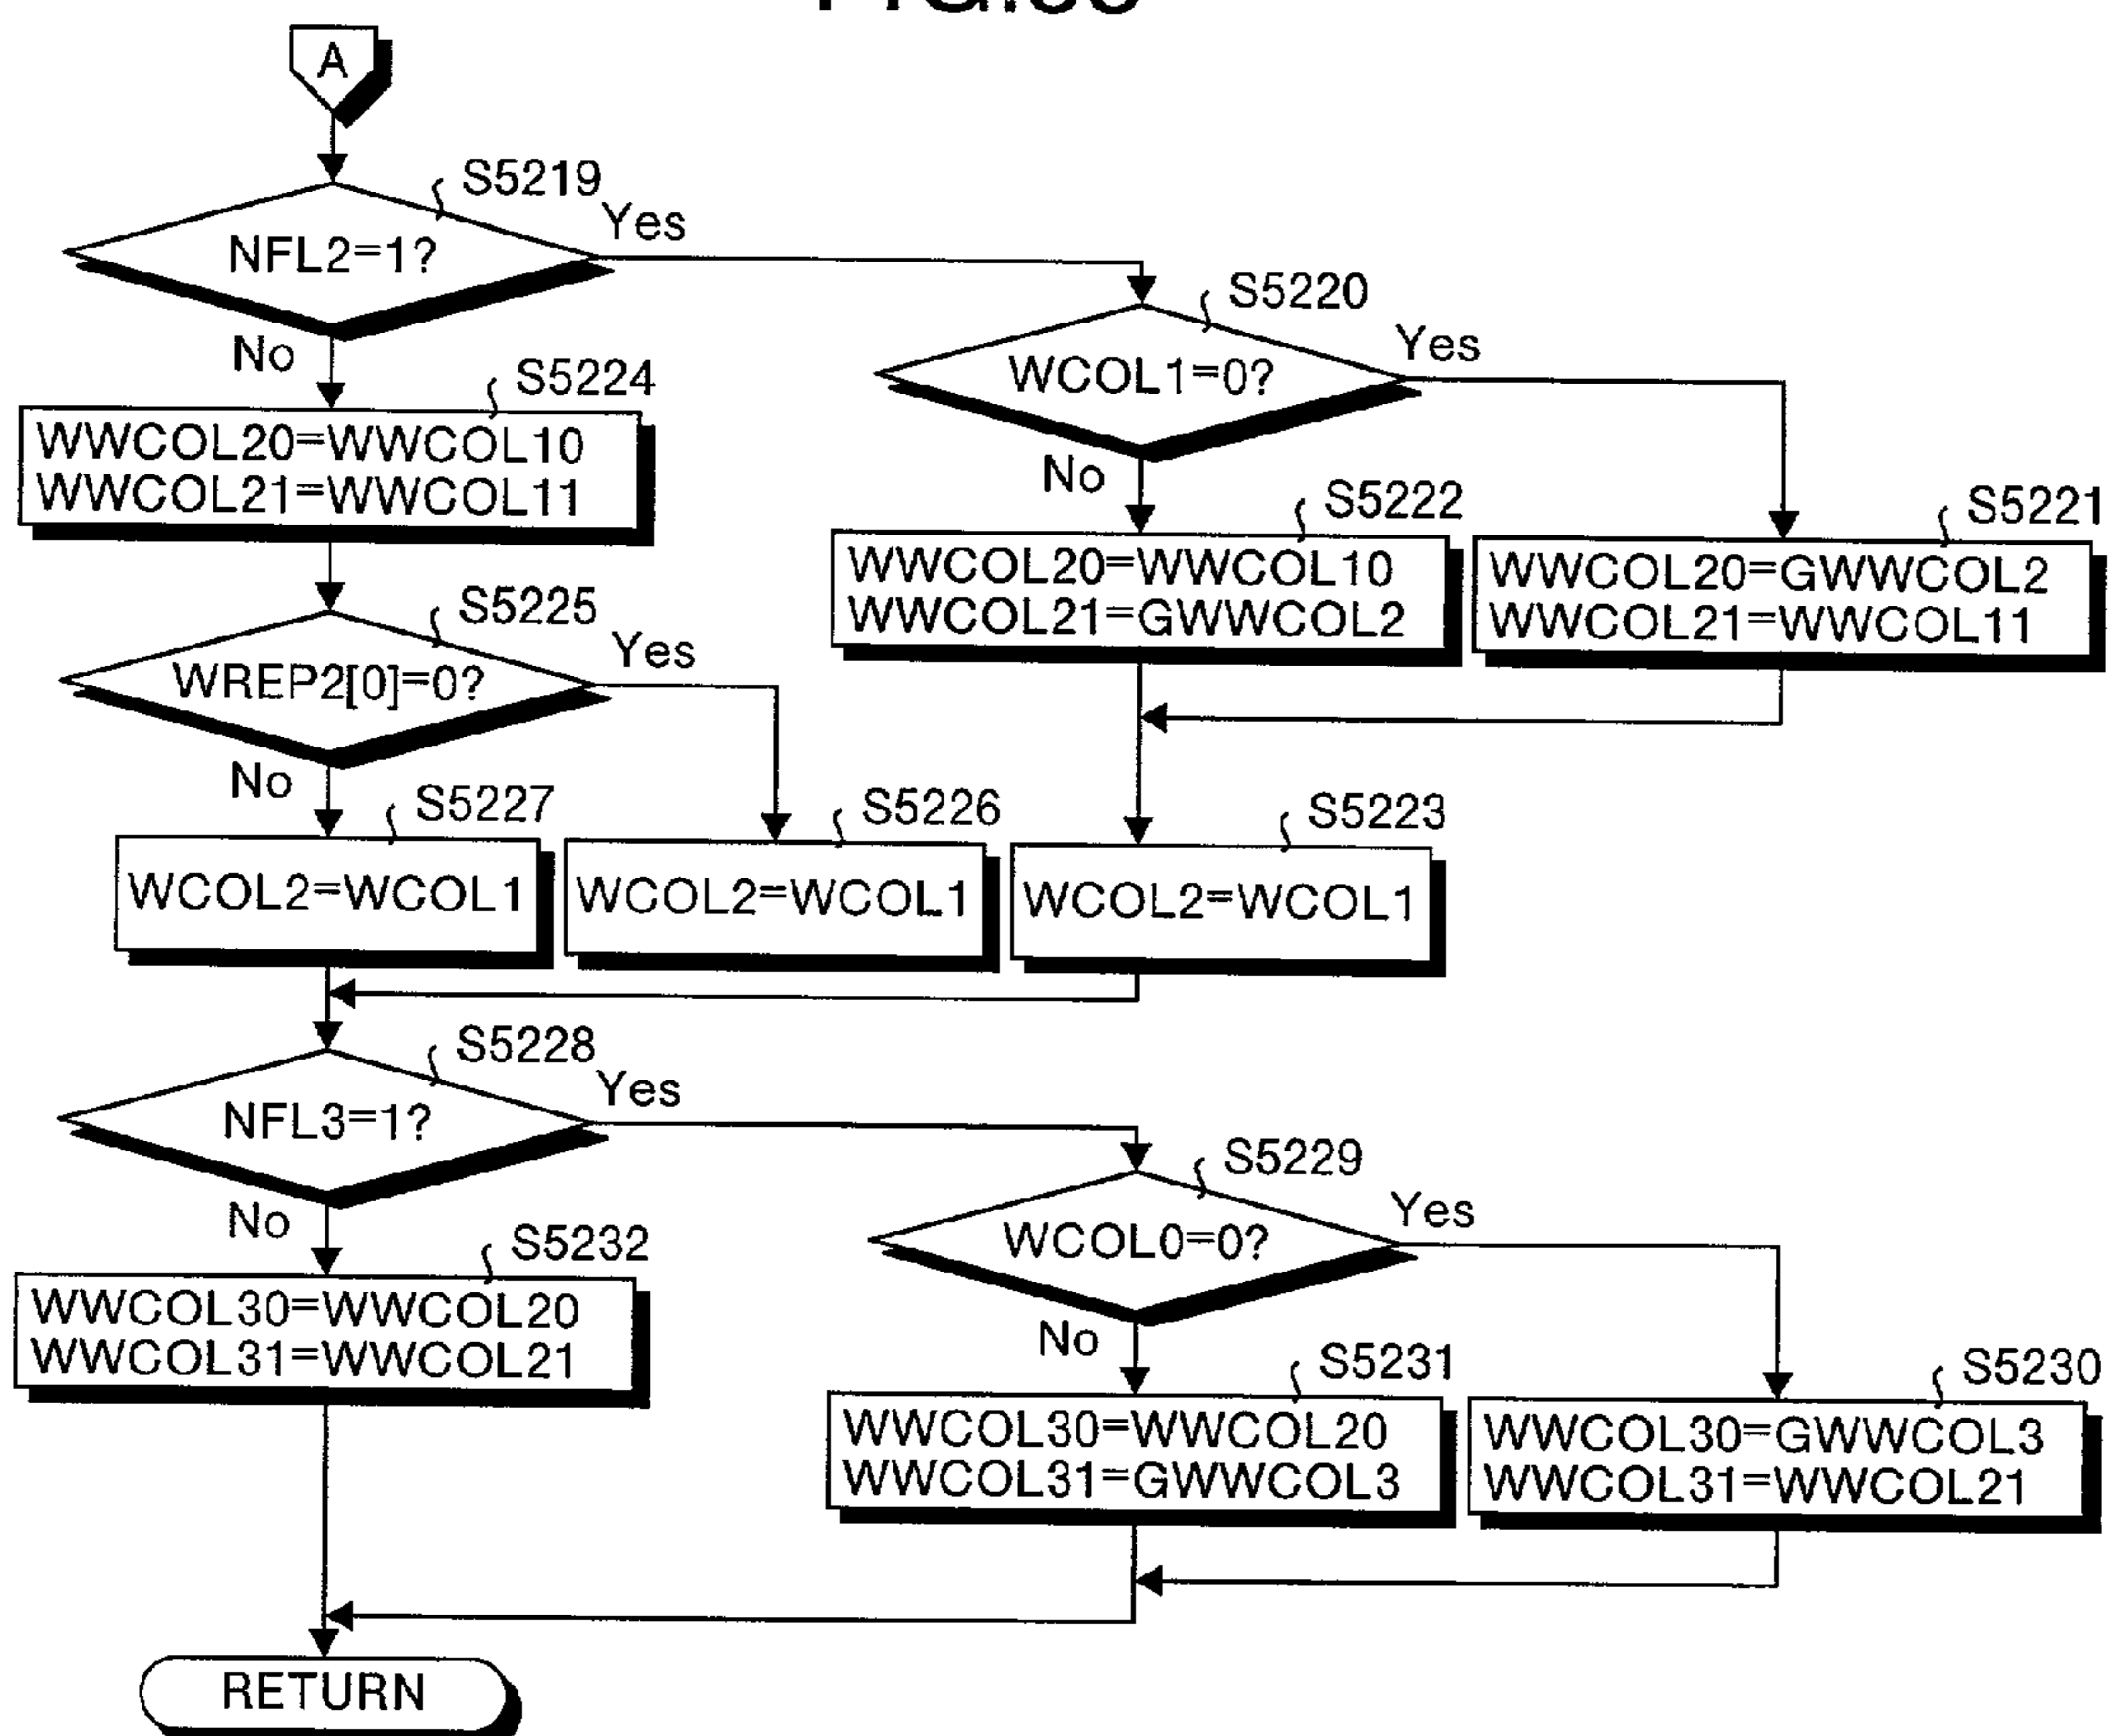 A
S5219
Yes
NFL2=1?
S5220
No
Yes
WCOL1=0?
S5224
WWCOL20=WWCOL10
WWCOL21=WWCOL11
No
S5222
S5221
WWCOL20=WWCOL10
WWCOL21=GWWCOL2
WWCOL20=GWWCOL2
WWCOL21=WWCOL11
S5225
Yes
WREP2[0]=0?
No
S5227
S5226
S5223
WCOL2=WCOL1
WCOL2=WCOL1
WCOL2=WCOL1
S5228
Yes
NFL3=1?
S5229
No
Yes
WCOL0=0?
S5232
WWCOL30=WWCOL20
WWCOL31=WWCOL21
No
S5231
S5230
WWCOL30=WWCOL20
WWCOL31=GWWCOL3
WWCOL30=GWWCOL3
WWCOL31=WWCOL21
RETURN